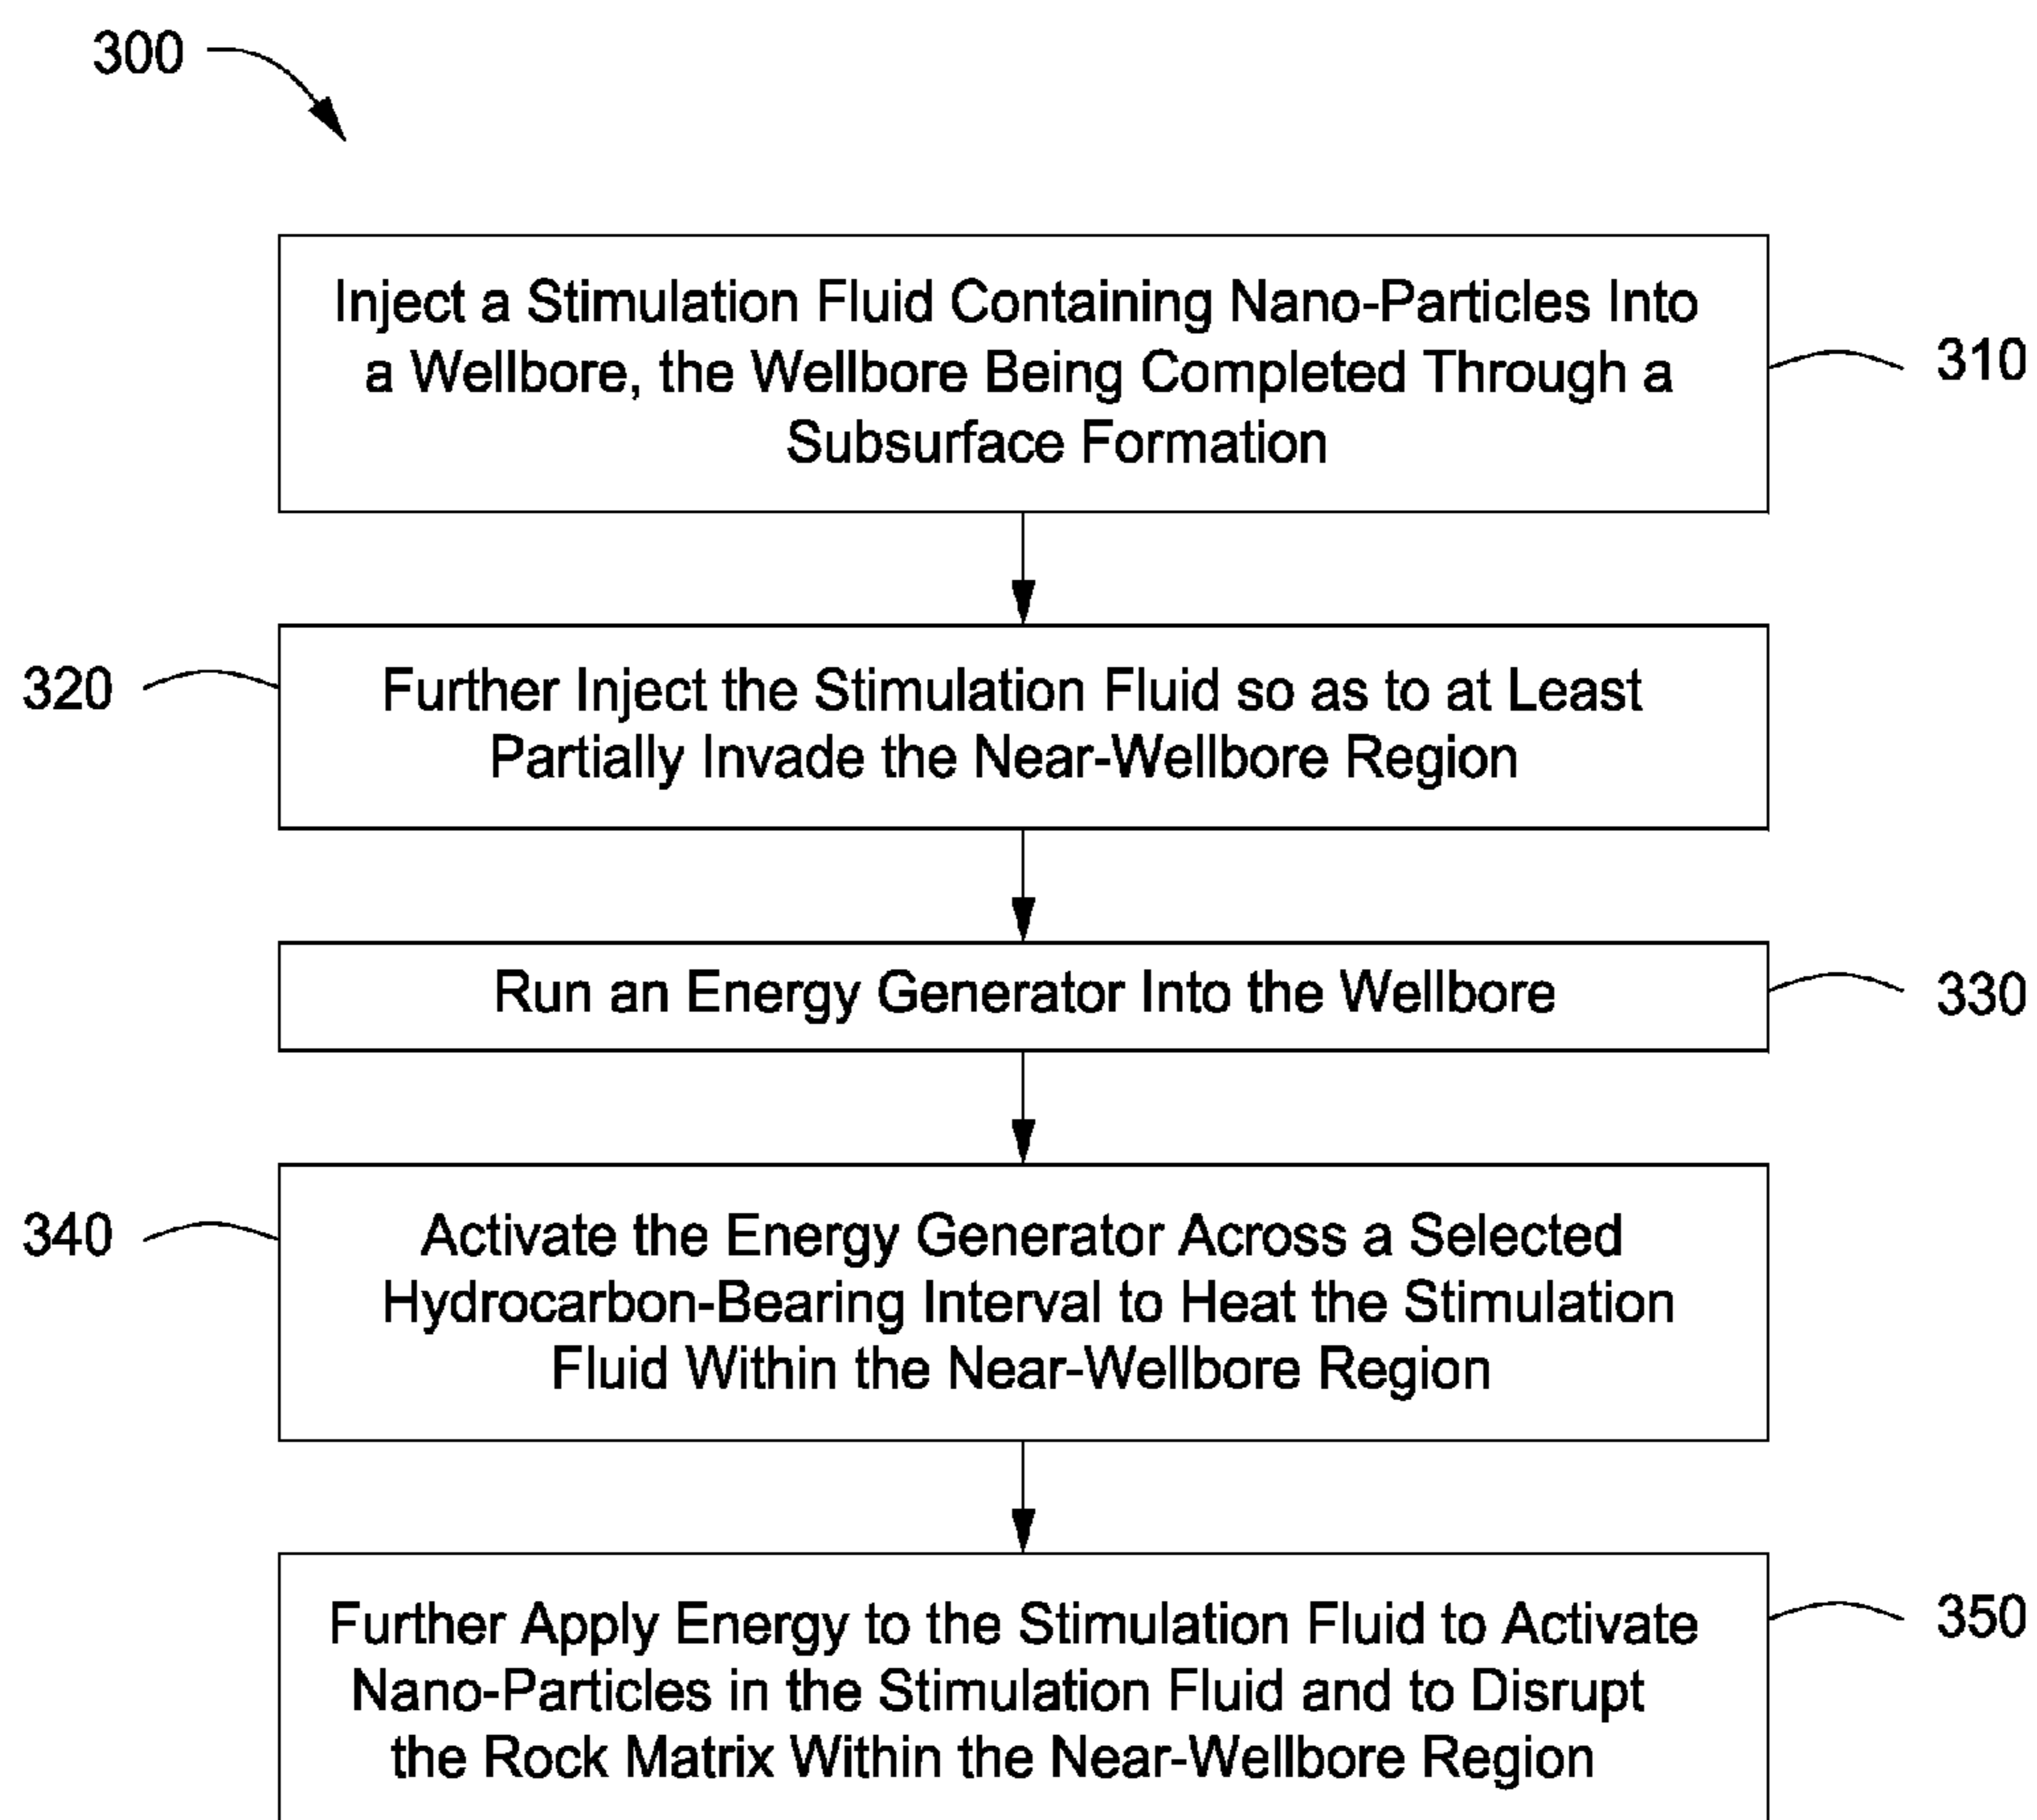 300
Inject a Stimulation Fluid Containing Nano-Particles Into
a Wellbore, the Wellbore Being Completed Through a
Subsurface Formation
310
320
Further Inject the Stimulation Fluid so as to at Least
Partially Invade the Near-Wellbore Region
Run an Energy Generator Into the Wellbore
330
340
Activate the Energy Generator Across a Selected
Hydrocarbon-Bearing Interval to Heat the Stimulation
Fluid Within the Near-Wellbore Region
Further Apply Energy to the Stimulation Fluid to Activate
Nano-Particles in the Stimulation Fluid and to Disrupt
the Rock Matrix Within the Near-Wellbore Region
350